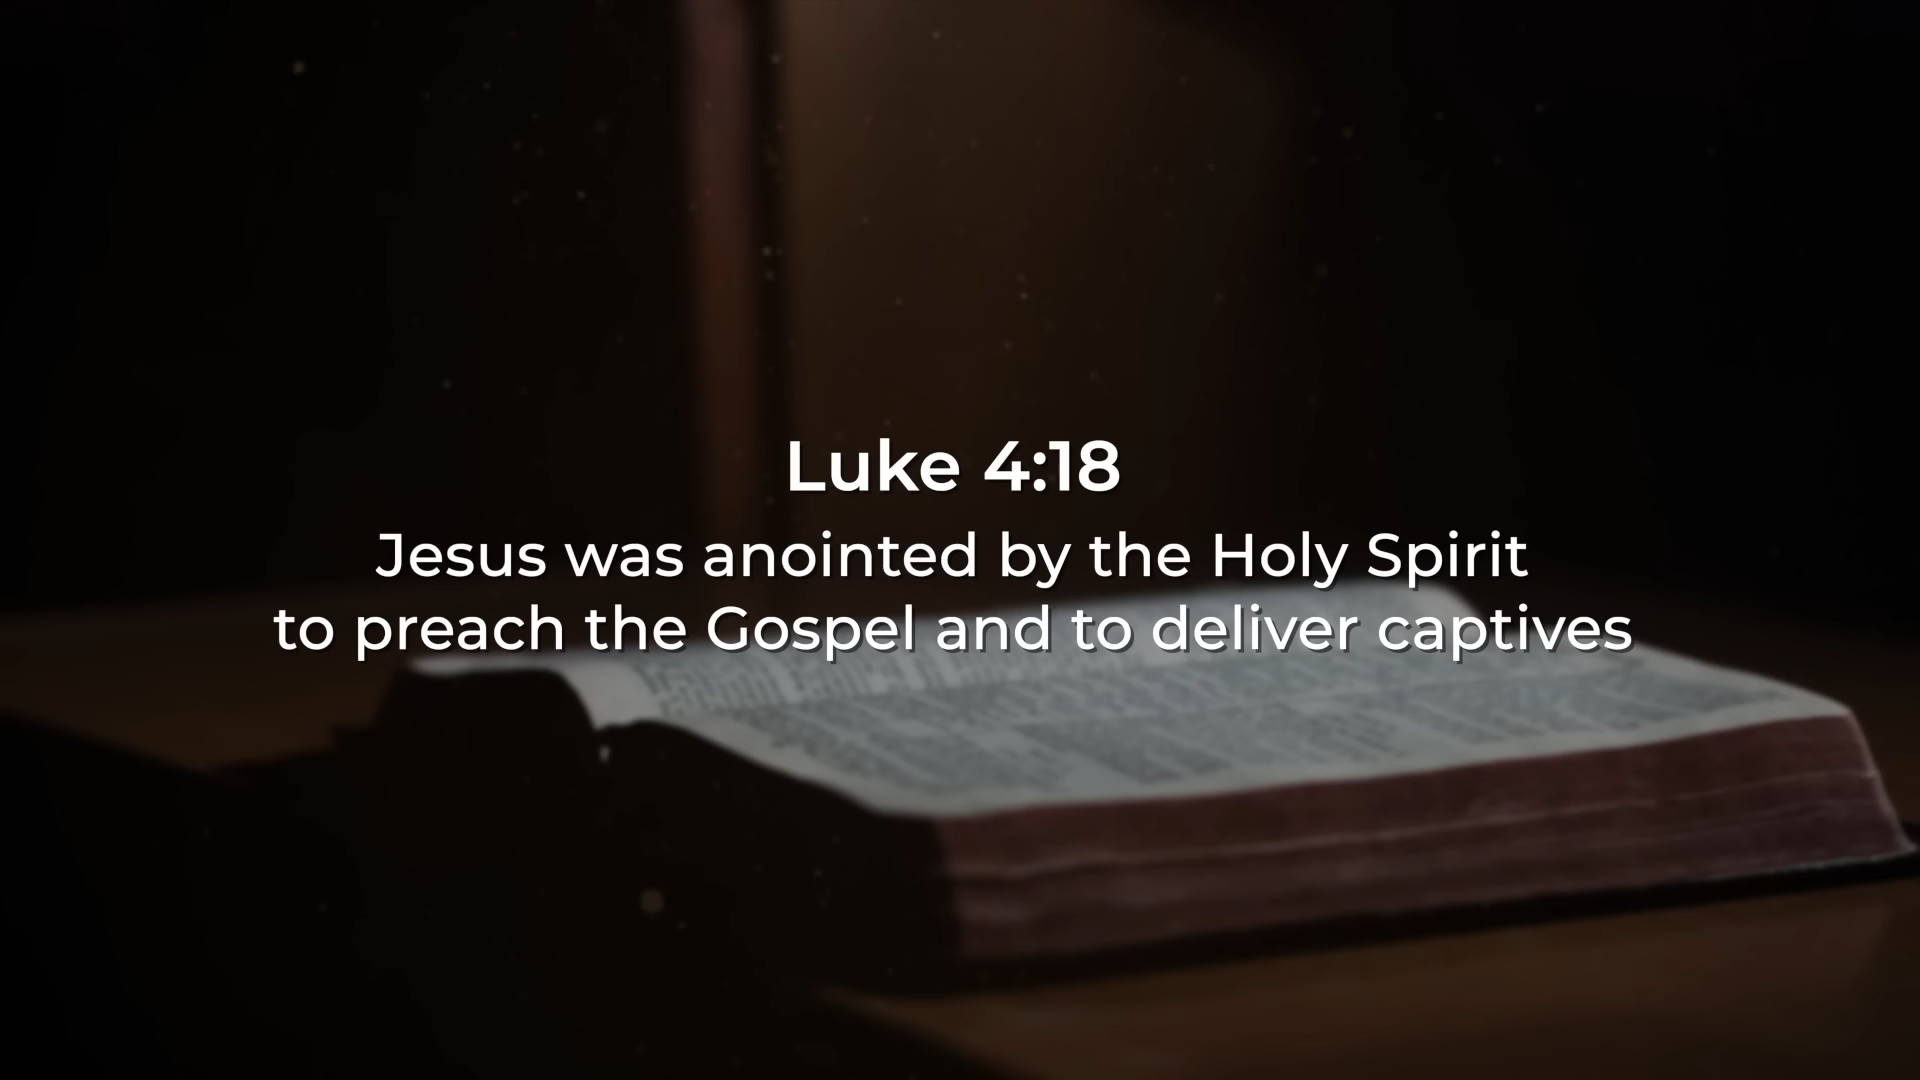 Luke 4:18
Jesus was anointed by the Holy Spirit
to preach the Gospel and to deliver captives